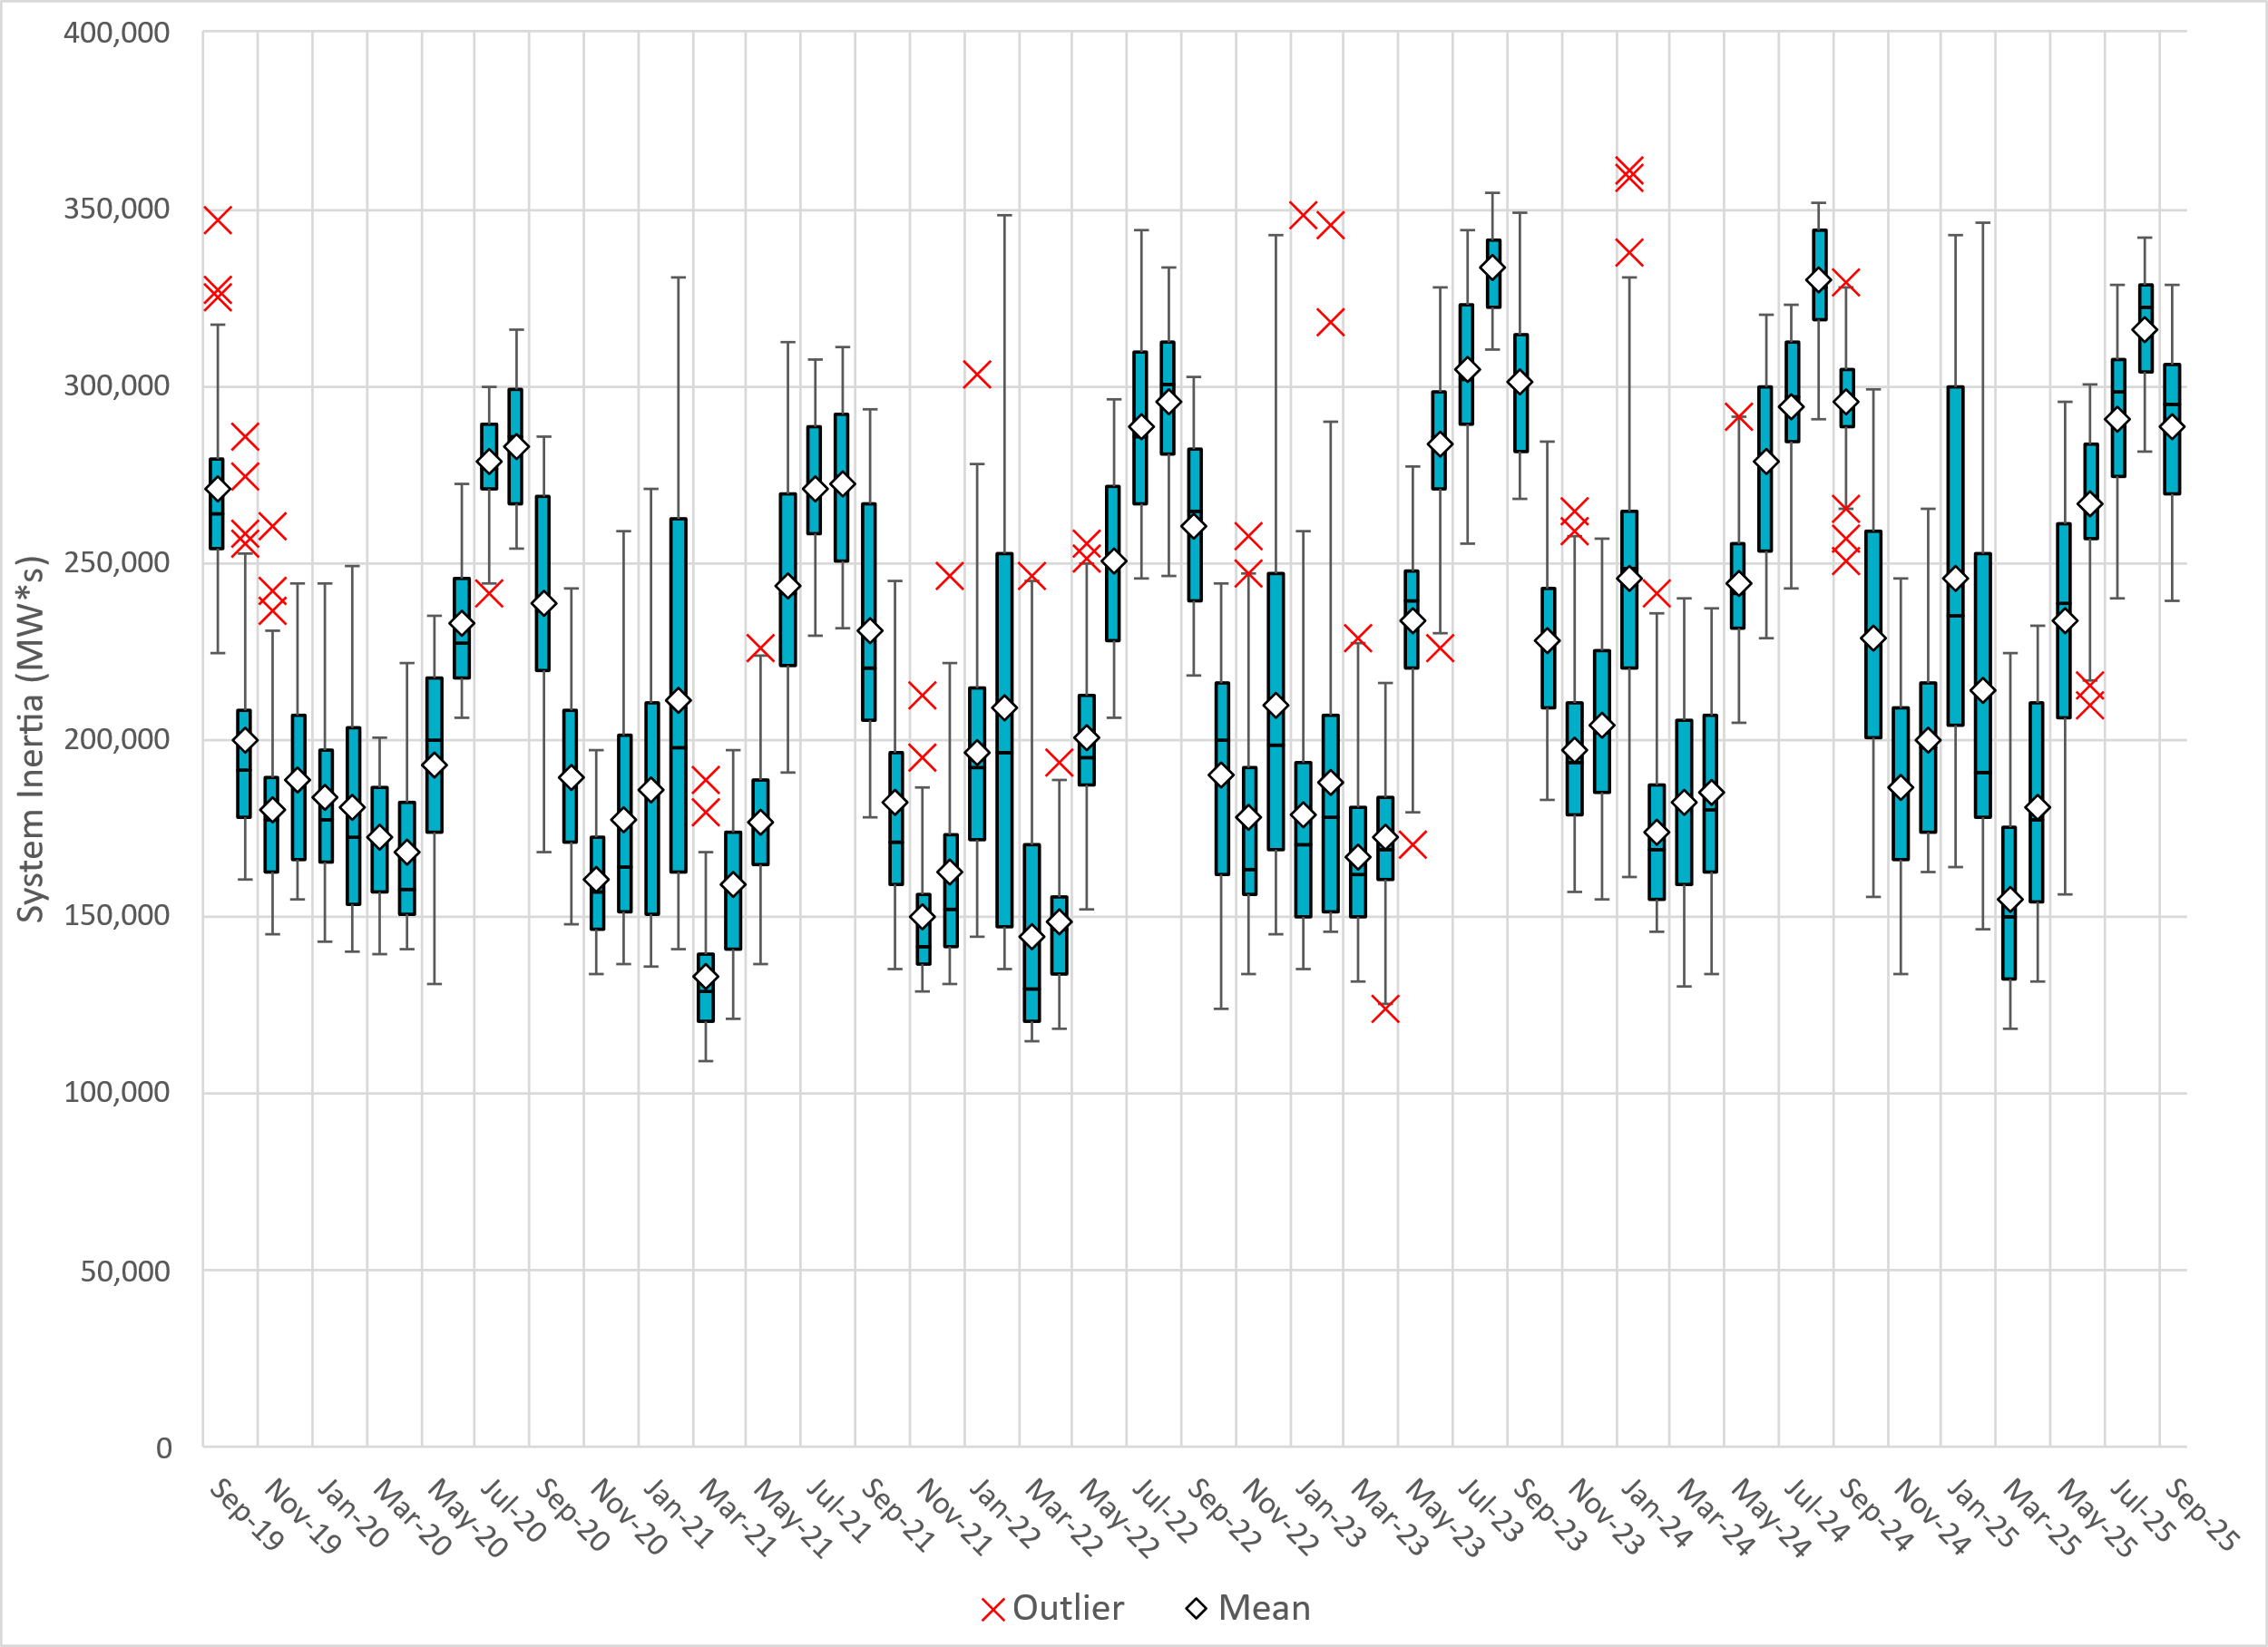 400,000
350,000
300,000
250,000
200,000
150,000
100,000
50,000
0
System Inertia (MW*s)
Sep-19
Nov-19
Jan-20
Mar-20
May-20
Jul-20
Sep-20
Nov-20
Jan-21
Mar-21
May-21
Jul-21
Sep-21
Nov-21
Jan-22
Mar-22
May-22
Jul-22
Sep-22
Nov-22
Jan-23
Mar-23
May-23
Jul-23
Sep-23
Nov-23
Jan-24
Mar-24
May-24
Jul-24
Sep-24
Nov-24
Jan-25
Mar-25
May-25
Jul-25
Sep-25
Outlier Mean